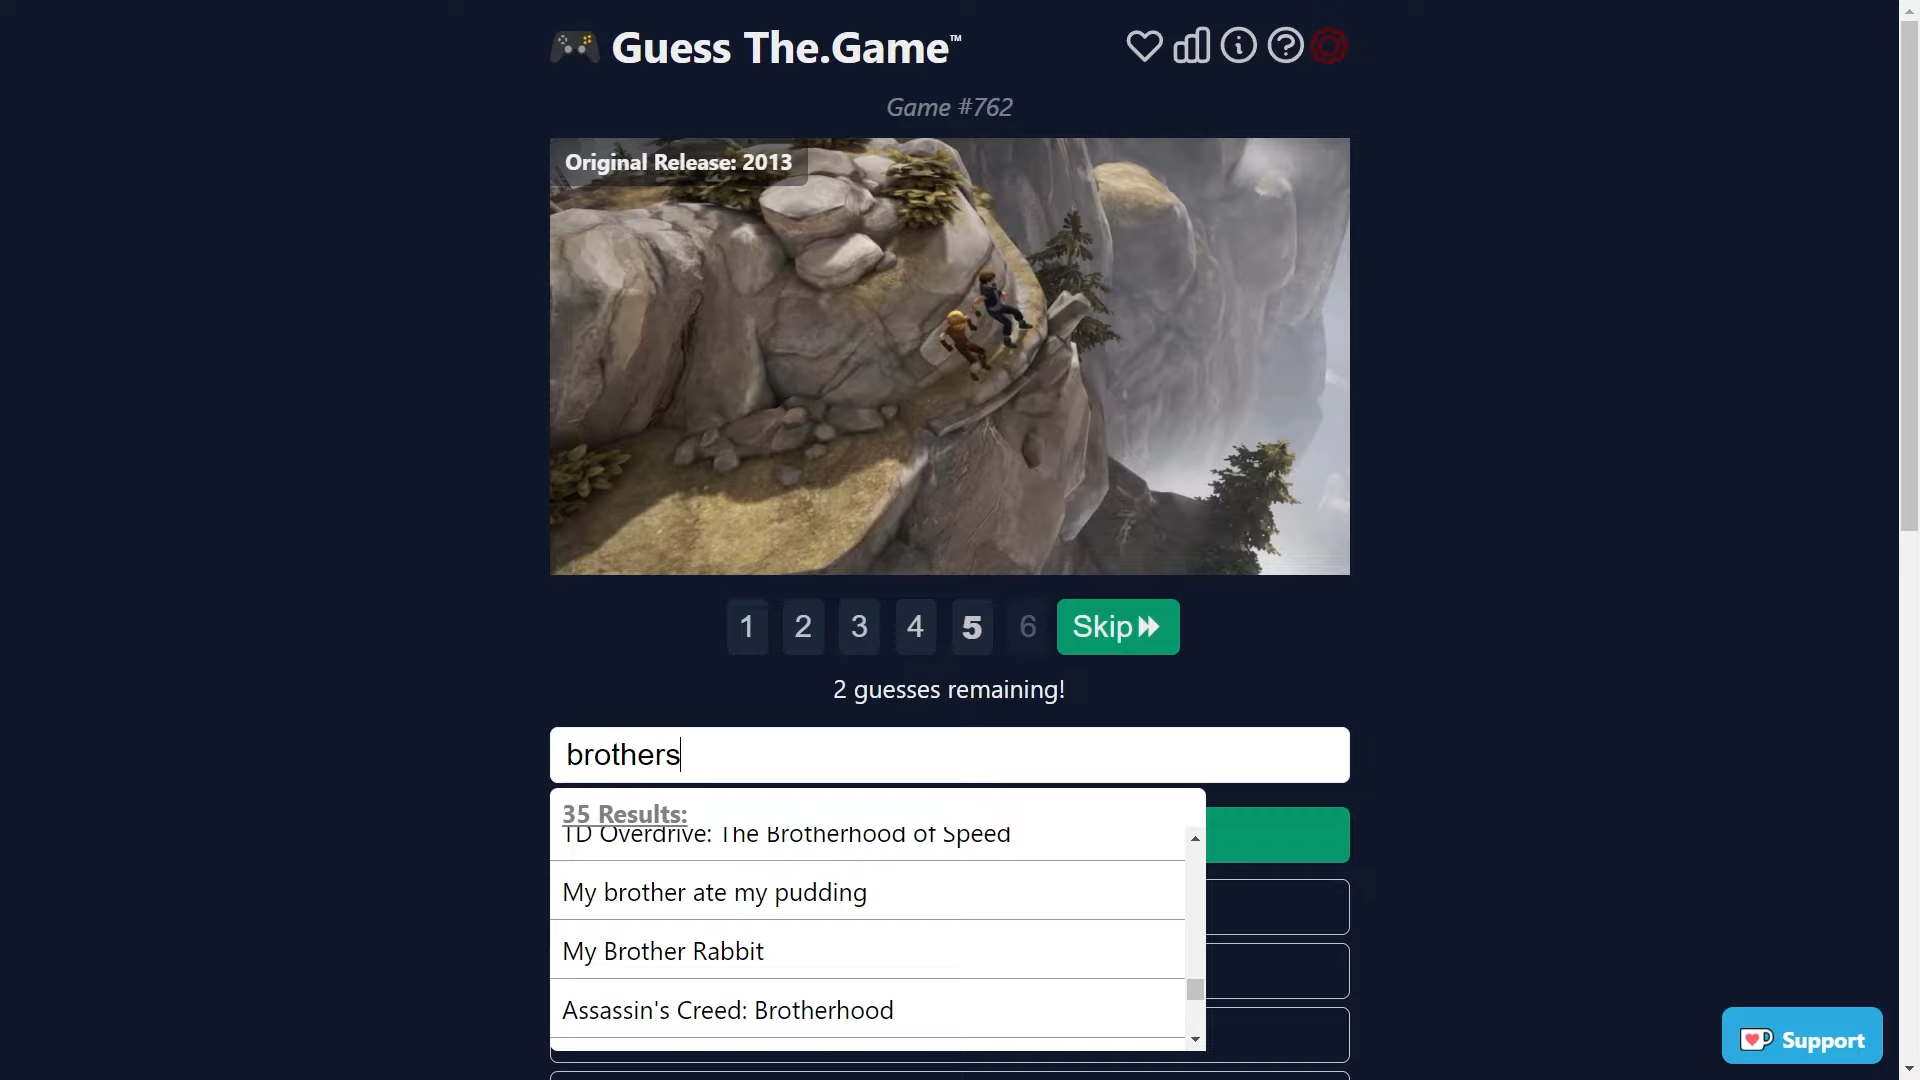 Guess The.Game™
Game #762
Original Release: 2013
1 2 3 4 5 6 Skip
2 guesses remaining!
brothers
35 Results:
TD Overdrive: The Brotherhood of Speed
My brother ate my pudding
My Brother Rabbit
Assassin's Creed: Brotherhood
Support